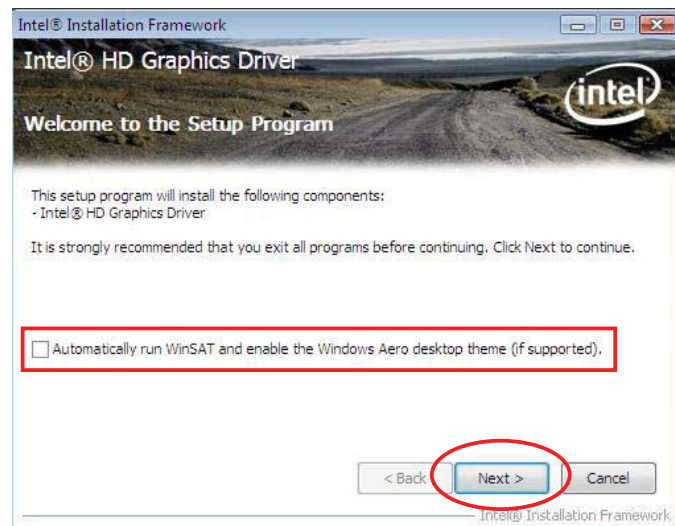 Intel® Installation Framework
Intel® HD Graphics Driver
intel
Welcome to the Setup Program
This setup program will install the following components:
- Intel® HD Graphics Driver
It is strongly recommended that you exit all programs before continuing. Click Next to continue.
Automatically run WinSAT and enable the Windows Aero desktop theme (if supported).
< Back Next > Cancel
Intel® Installation Framework